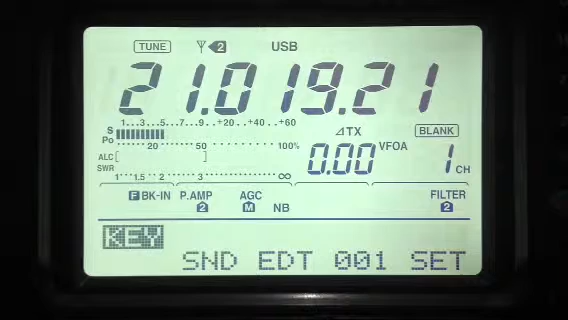 TUNE 2 USB
21.019.21
1...3...5...7..9..+20..+40..+60
S
Po 20 50 100% ⊿TX VFOA BLANK
ALC
SWR 1 1.5 2 3 ∞ 0.00 1CH
F BK-IN P.AMP AGC FILTER
2 M NB 2
KEY
SND EDT 001 SET